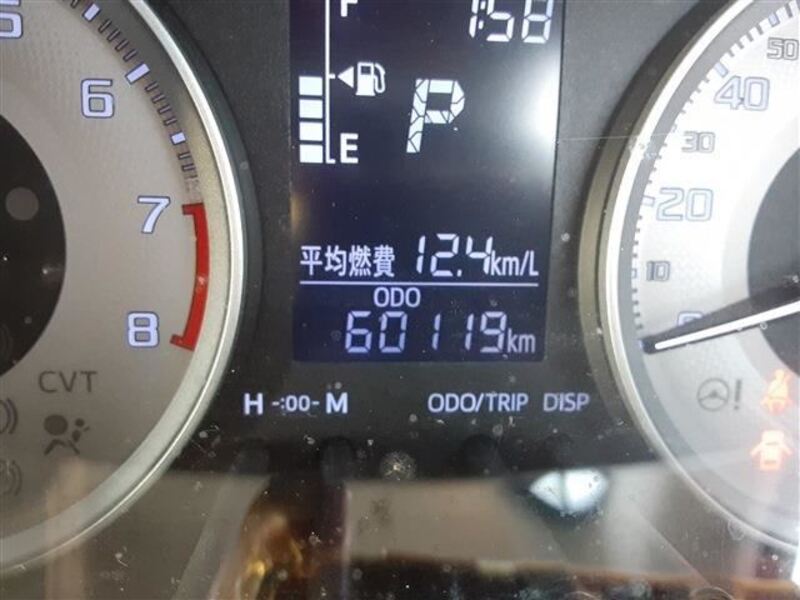 F
1:58
E
P
平均燃費 12.4km/L
ODO
60119km
H -:00- M
ODO/TRIP DISP
6
7
8
CVT
50
40
30
20
10
0